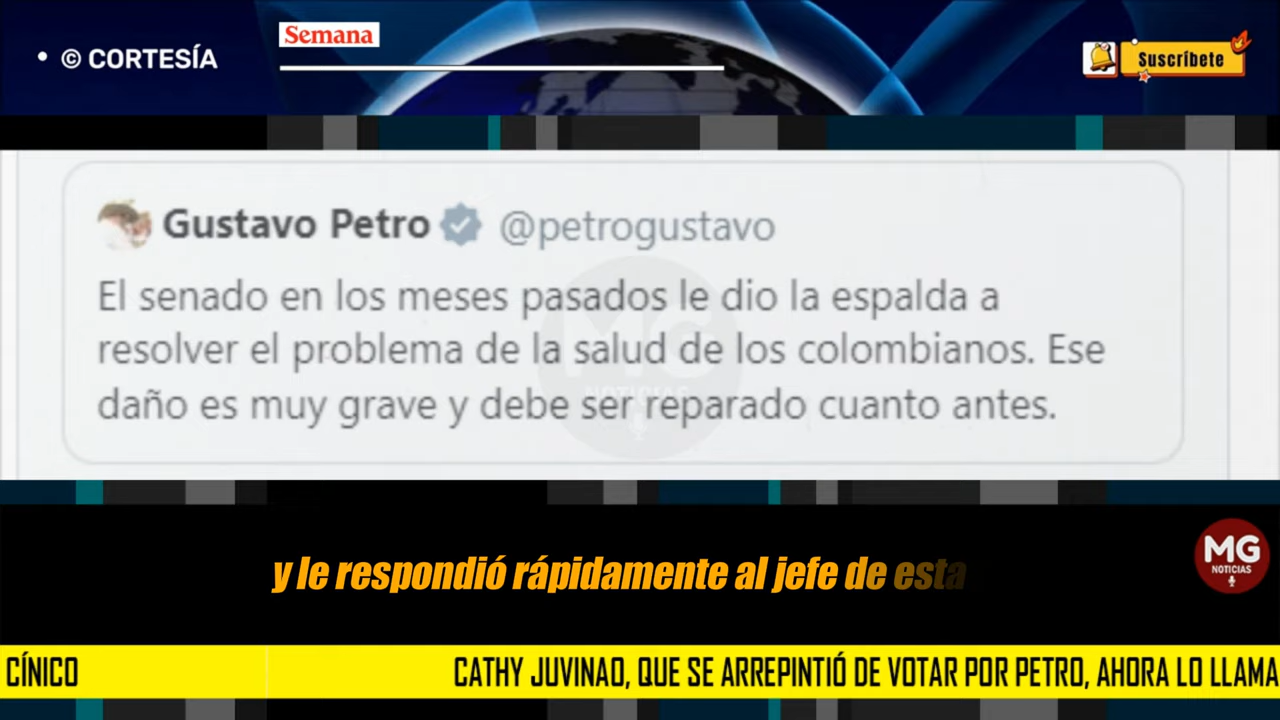 • © CORTESÍA
Semana
Suscríbete
Gustavo Petro @petrogustavo
El senado en los meses pasados le dio la espalda a
resolver el problema de la salud de los colombianos. Ese
daño es muy grave y debe ser reparado cuanto antes.
MG
NOTICIAS
y le respondió rápidamente al jefe de esta
MG
NOTICIAS
CÍNICO
CATHY JUVINAO, QUE SE ARREPINTIÓ DE VOTAR POR PETRO, AHORA LO LLAMA